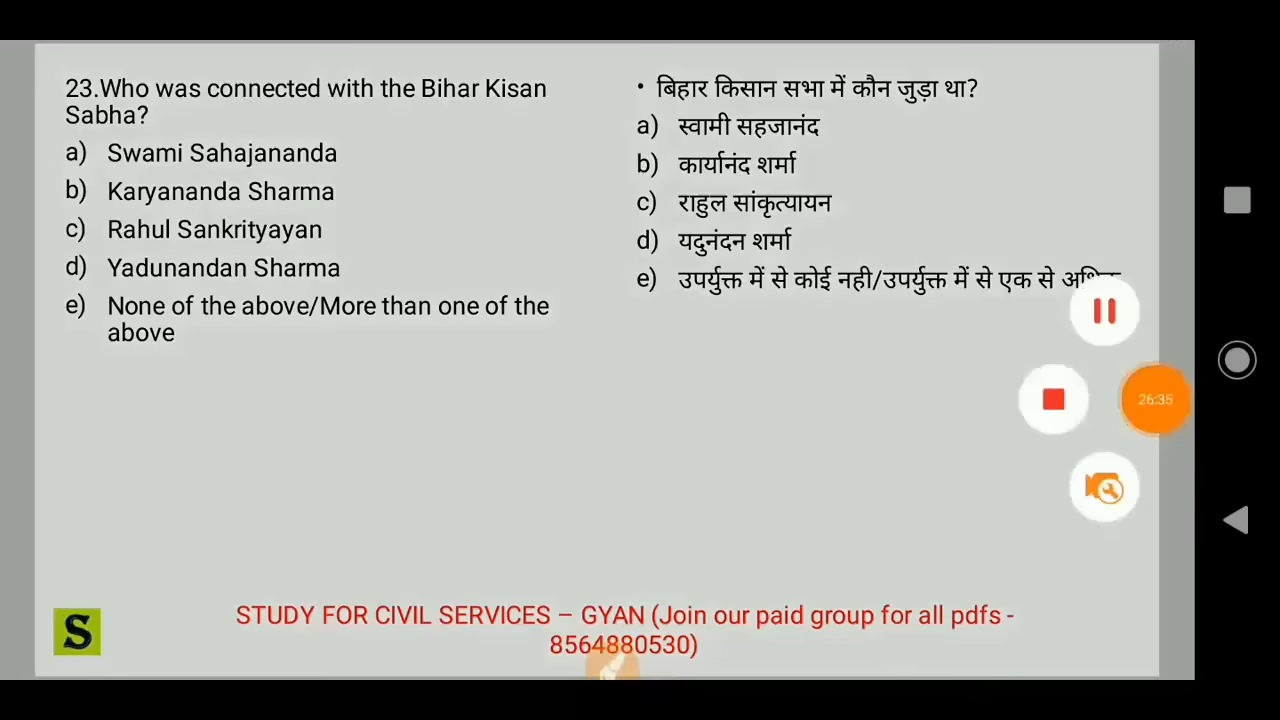 23.Who was connected with the Bihar Kisan
Sabha?
a) Swami Sahajananda
b) Karyananda Sharma
c) Rahul Sankrityayan
d) Yadunandan Sharma
e) None of the above/More than one of the
above
• बिहार किसान सभा में कौन जुड़ा था?
a) स्वामी सहजानंद
b) कार्यानंद शर्मा
c) राहुल सांकृत्यायन
d) यदुनंदन शर्मा
e) उपर्युक्त में से कोई नही/उपर्युक्त में से एक से
26:35
S
STUDY FOR CIVIL SERVICES – GYAN (Join our paid group for all pdfs -
8564880530)